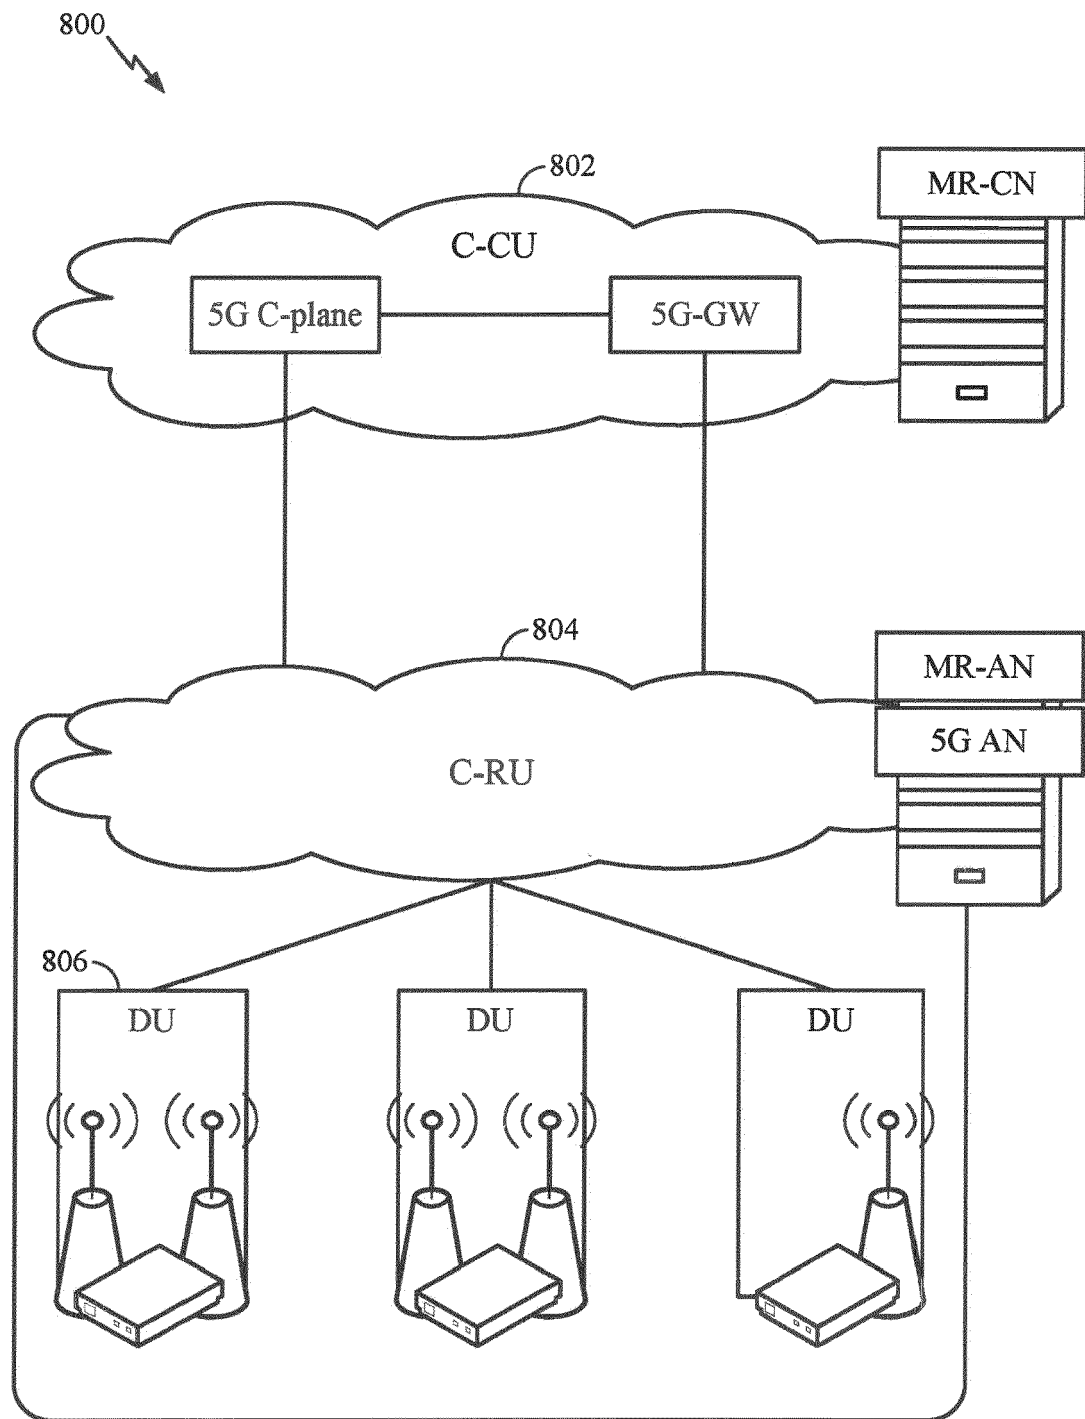 800
802
MR-CN
C-CU
5G C-plane
5G-GW
804
MR-AN
5G AN
C-RU
806
DU
DU
DU